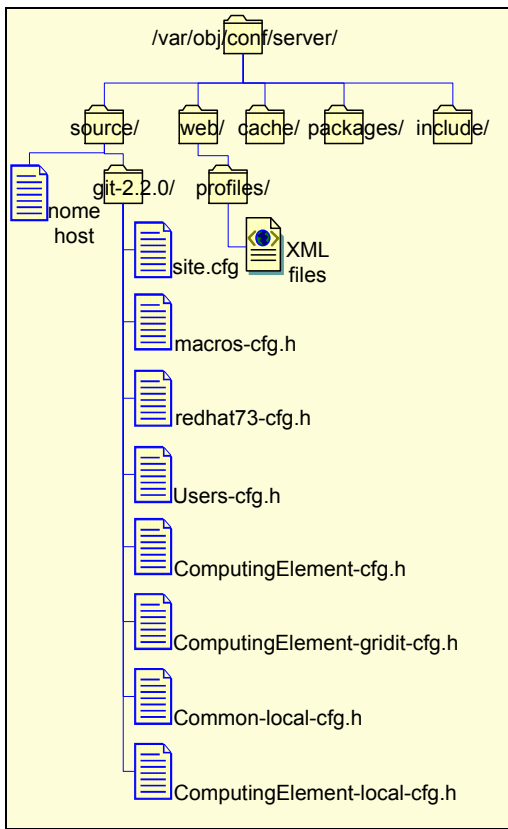 /var/obj/conf/server/
source/ web/ cache/ packages/ include/
nome
host
git-2.2.0/ profiles/
XML
files
site.cfg
macros-cfg.h
redhat73-cfg.h
Users-cfg.h
ComputingElement-cfg.h
ComputingElement-gridit-cfg.h
Common-local-cfg.h
ComputingElement-local-cfg.h